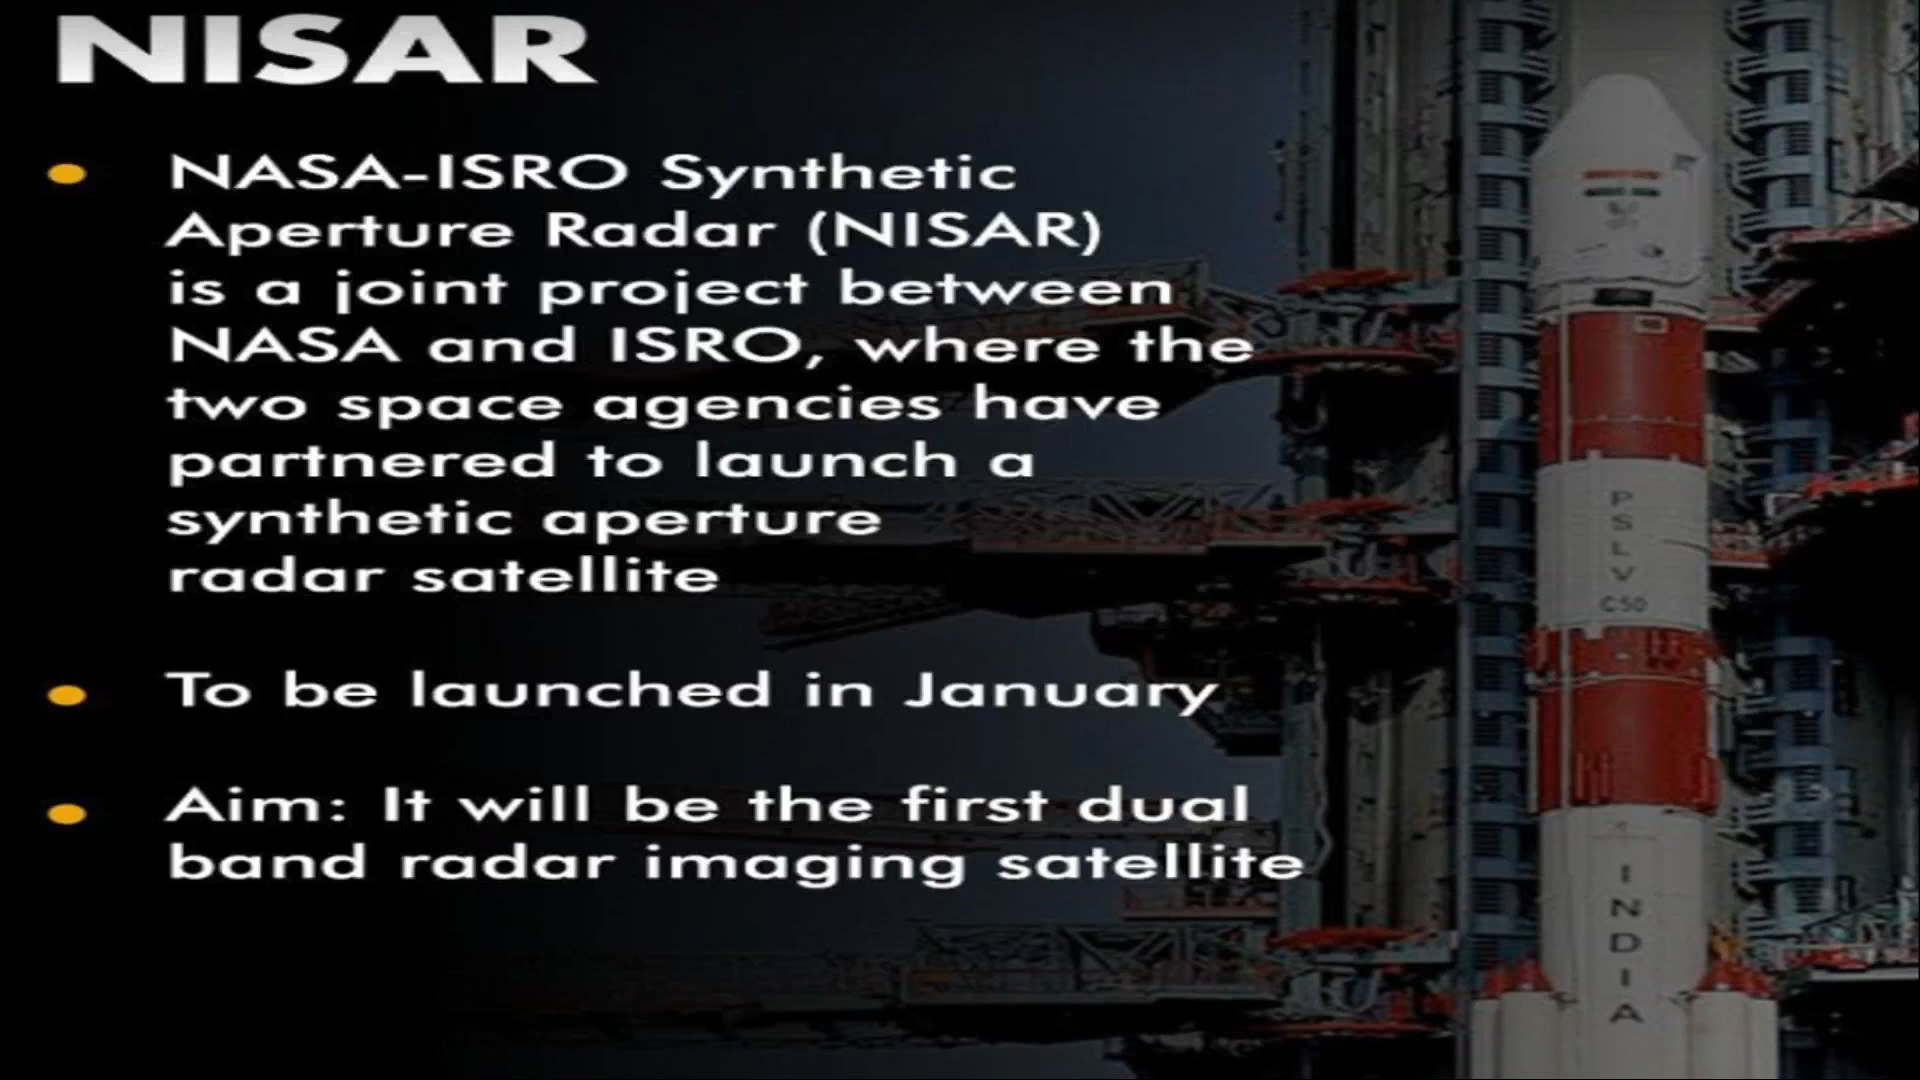 NISAR
NASA-ISRO Synthetic
Aperture Radar (NISAR)
is a joint project between
NASA and ISRO, where the
two space agencies have
partnered to launch a
synthetic aperture
radar satellite
To be launched in January
Aim: It will be the first dual
band radar imaging satellite
PSLV
C50
INDIA